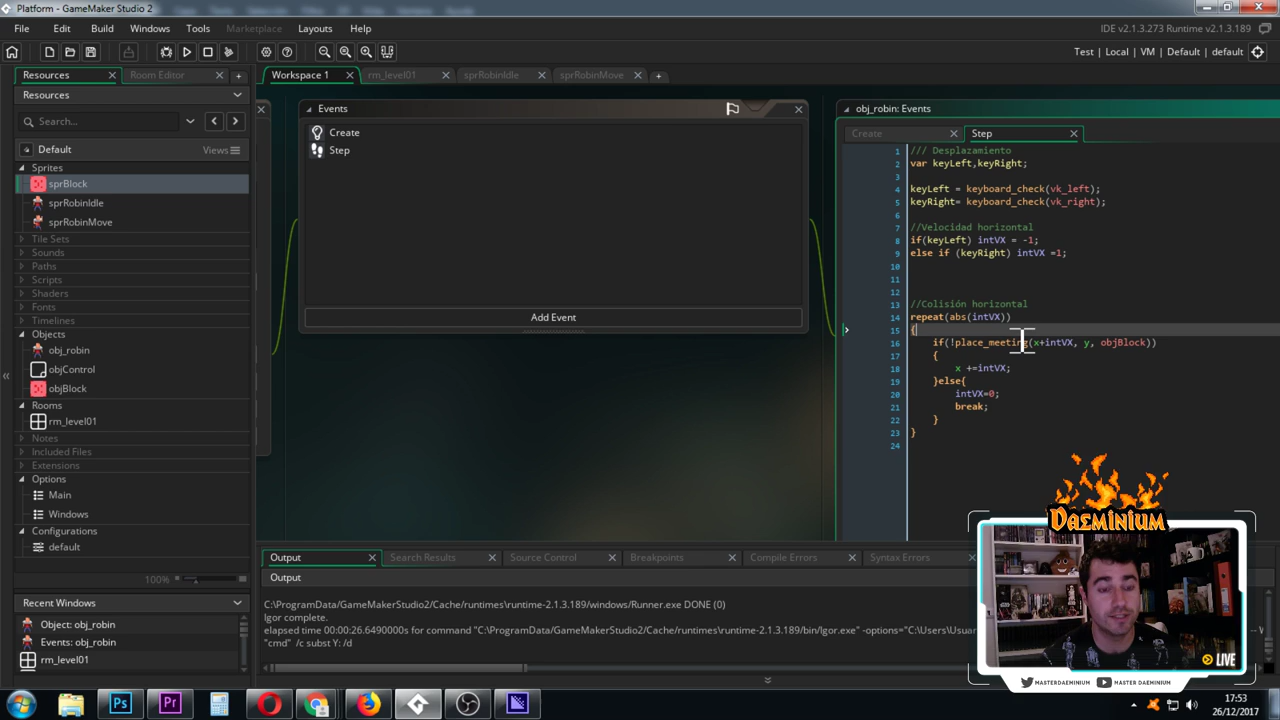 Platform - GameMaker Studio 2
File Edit Build Windows Tools Marketplace Layouts Help
IDE v2.1.3.273 Runtime v2.1.3.189
Test | Local | VM | Default | default
Resources
Room Editor
Workspace 1
rm_level01
sprRobinIdle
sprRobinMove
Resources
Search...
Default
Views
Sprites
sprBlock
sprRobinIdle
sprRobinMove
Tile Sets
Sounds
Paths
Scripts
Shaders
Fonts
Timelines
Objects
obj_robin
objControl
objBlock
Rooms
rm_level01
Notes
Included Files
Extensions
Options
Main
Windows
Configurations
default
100%
Recent Windows
Object: obj_robin
Events: obj_robin
rm_level01
Events
Create
Step
Add Event
obj_robin: Events
Create
Step
1 /// Desplazamiento
2 var keyLeft,keyRight;
3
4 keyLeft = keyboard_check(vk_left);
5 keyRight= keyboard_check(vk_right);
6
7 //Velocidad horizontal
8 if(keyLeft) intVX = -1;
9 else if (keyRight) intVX =1;
10
11
12
13 //Colisión horizontal
14 repeat(abs(intVX))
15 {
16 if(!place_meeting(x+intVX, y, objBlock))
17 {
18 x +=intVX;
19 }else{
20 intVX=0;
21 break;
22 }
23 }
24
Output
Search Results
Source Control
Breakpoints
Compile Errors
Syntax Errors
Output
C:\ProgramData/GameMakerStudio2/Cache/runtimes\runtime-2.1.3.189/windows/Runner.exe DONE (0)
Igor complete.
elapsed time 00:00:26.6490000s for command "C:\ProgramData/GameMakerStudio2/Cache/runtimes\runtime-2.1.3.189/bin/Igor.exe" -options="C:\Users\Usuar
"cmd" /c subst Y: /d
DAEMINIUM
LIVE
MASTERDAEMINIUM
MASTER DAEMINIUM
Ps
Pr
17:53
26/12/2017